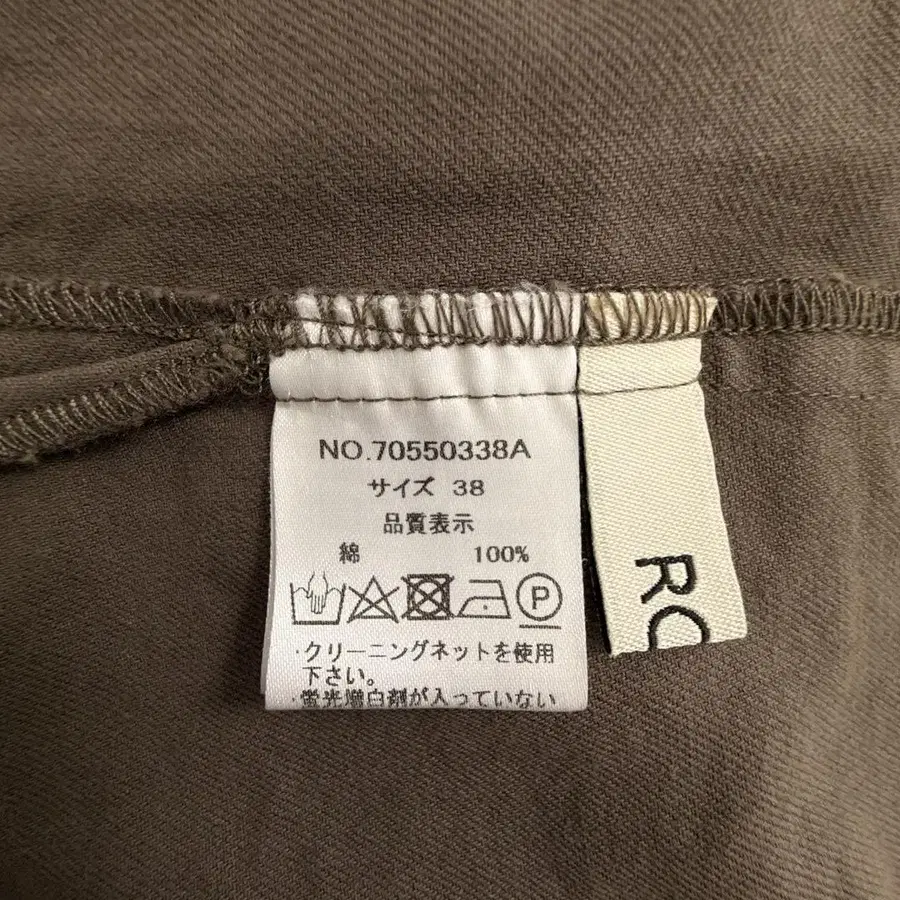 NO.70550338A
サイズ 38
品質表示
綿 100%
P
・クリーニングネットを使用
下さい。
・蛍光増白剤が入っていない
RO